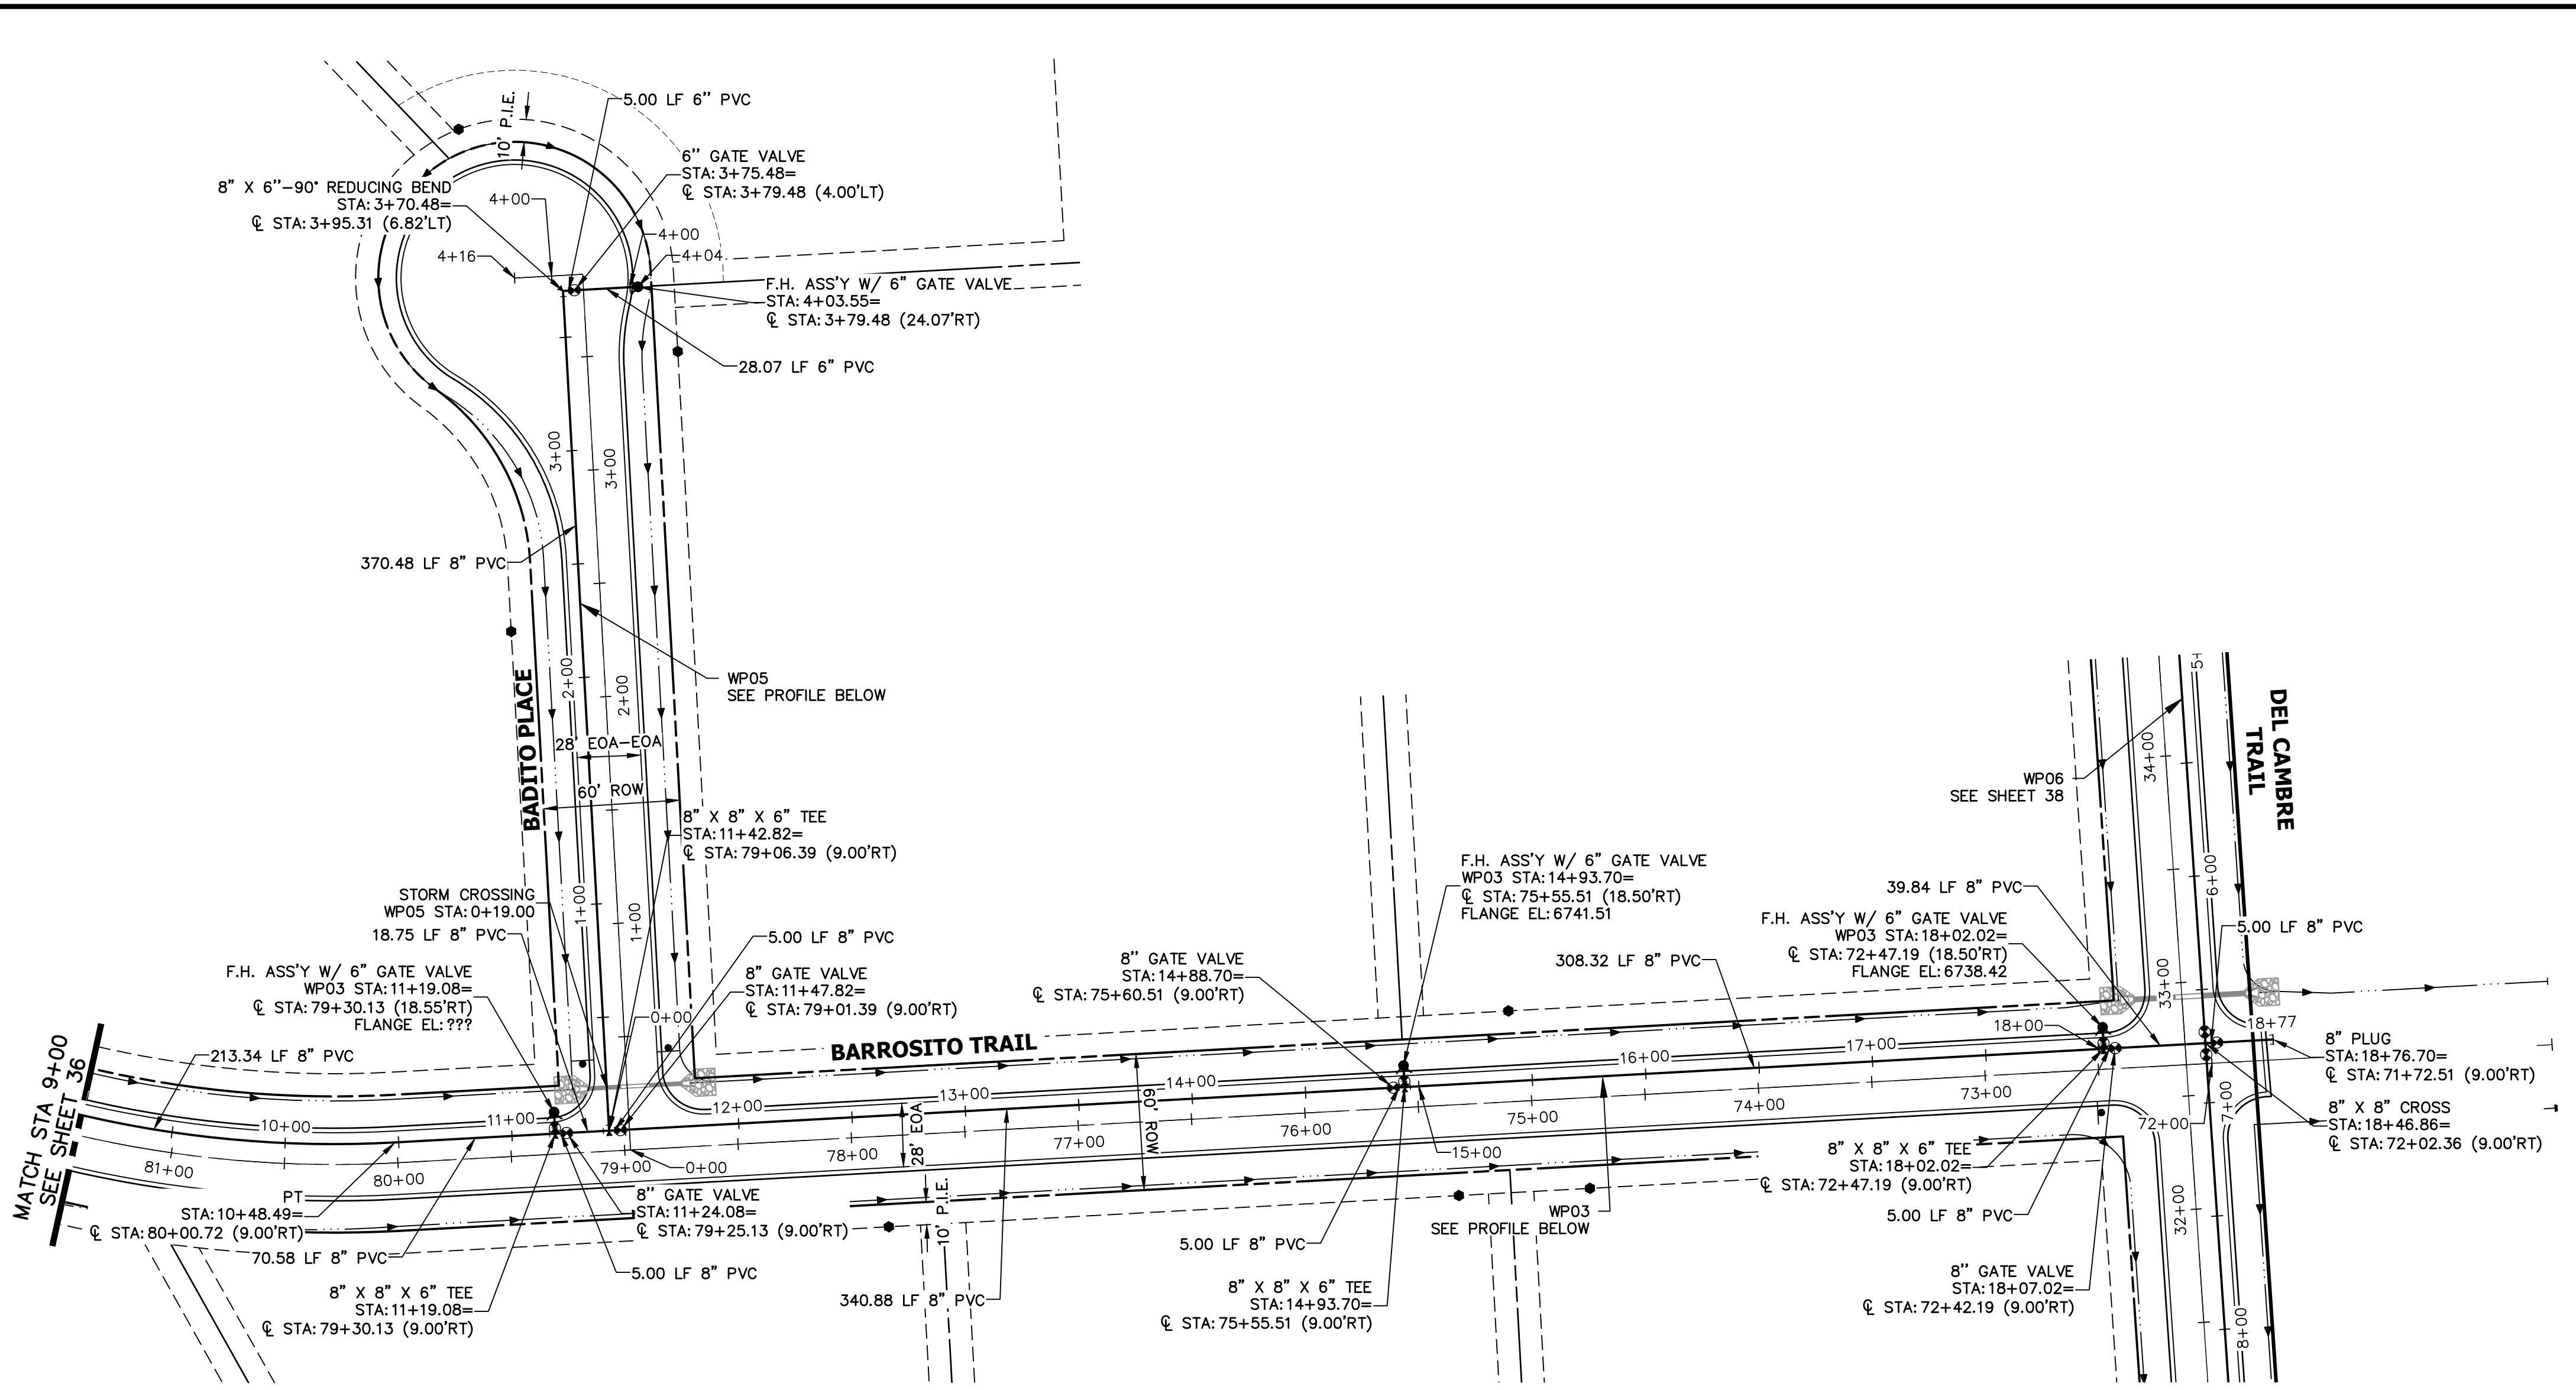 5.00 LF 6'' PVC
10' P.I.E.
6'' GATE VALVE
STA: 3+75.48=
℄ STA: 3+79.48 (4.00'LT)
8" X 6''-90° REDUCING BEND
STA: 3+70.48=
℄ STA: 3+95.31 (6.82'LT)
4+00
4+00
4+16
4+04
F.H. ASS'Y W/ 6" GATE VALVE
STA: 4+03.55=
℄ STA: 3+79.48 (24.07'RT)
28.07 LF 6" PVC
3+00
3+00
370.48 LF 8" PVC
WP05
SEE PROFILE BELOW
2+00
2+00
BADITO PLACE
28' EOA-EOA
60' ROW
8" X 8" X 6" TEE
STA: 11+42.82=
℄ STA: 79+06.39 (9.00'RT)
STORM CROSSING
WP05 STA: 0+19.00
1+00
1+00
18.75 LF 8" PVC
5.00 LF 8" PVC
F.H. ASS'Y W/ 6" GATE VALVE
WP03 STA: 11+19.08=
℄ STA: 79+30.13 (18.55'RT)
FLANGE EL: ???
8" GATE VALVE
STA: 11+47.82=
℄ STA: 79+01.39 (9.00'RT)
0+00
MATCH STA 9+00
SEE SHEET 36
213.34 LF 8" PVC
BARROSITO TRAIL
8" GATE VALVE
STA: 14+88.70=
℄ STA: 75+60.51 (9.00'RT)
F.H. ASS'Y W/ 6" GATE VALVE
WP03 STA: 14+93.70=
℄ STA: 75+55.51 (18.50'RT)
FLANGE EL: 6741.51
308.32 LF 8" PVC
WP06
SEE SHEET 38
DEL CAMBRE
TRAIL
34+00
5+
6+00
39.84 LF 8" PVC
F.H. ASS'Y W/ 6" GATE VALVE
WP03 STA: 18+02.02=
℄ STA: 72+47.19 (18.50'RT)
FLANGE EL: 6738.42
5.00 LF 8" PVC
33+00
18+00
18+77
8" PLUG
STA: 18+76.70=
℄ STA: 71+72.51 (9.00'RT)
8" X 8" CROSS
STA: 18+46.86=
℄ STA: 72+02.36 (9.00'RT)
10+00
11+00
12+00
13+00
14+00
16+00
17+00
81+00
80+00
79+00
0+00
78+00
77+00
76+00
75+00
74+00
73+00
72+00
7+00
28' EOA
60' ROW
15+00
PT
STA: 10+48.49=
℄ STA: 80+00.72 (9.00'RT)
70.58 LF 8" PVC
8" GATE VALVE
STA: 11+24.08=
℄ STA: 79+25.13 (9.00'RT)
5.00 LF 8" PVC
8" X 8" X 6" TEE
STA: 11+19.08=
℄ STA: 79+30.13 (9.00'RT)
10' P.I.E.
340.88 LF 8" PVC
5.00 LF 8" PVC
8" X 8" X 6" TEE
STA: 14+93.70=
℄ STA: 75+55.51 (9.00'RT)
WP03
SEE PROFILE BELOW
8" X 8" X 6" TEE
STA: 18+02.02=
℄ STA: 72+47.19 (9.00'RT)
5.00 LF 8" PVC
8" GATE VALVE
STA: 18+07.02=
℄ STA: 72+42.19 (9.00'RT)
32+00
8+00